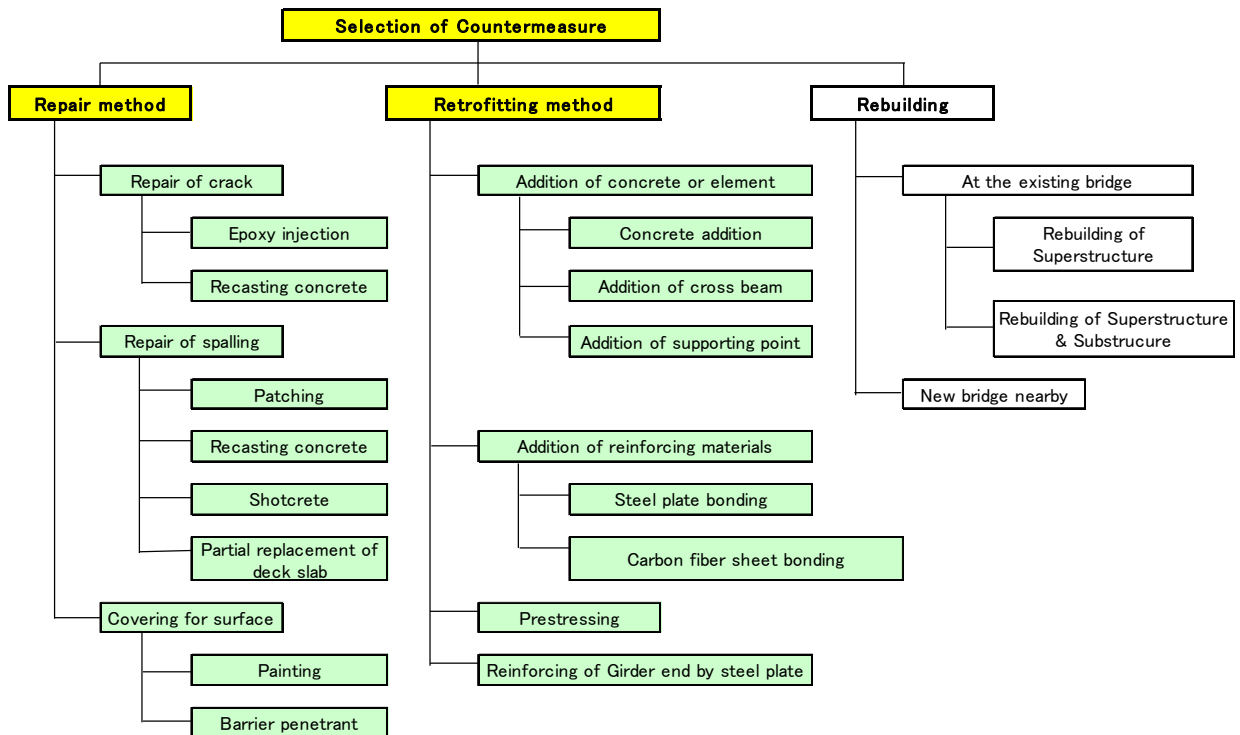 Selection of Countermeasure
Repair method
Repair of crack
Epoxy injection
Recasting concrete
Repair of spalling
Patching
Recasting concrete
Shotcrete
Partial replacement of
deck slab
Covering for surface
Painting
Barrier penetrant
Retrofitting method
Addition of concrete or element
Concrete addition
Addition of cross beam
Addition of supporting point
Addition of reinforcing materials
Steel plate bonding
Carbon fiber sheet bonding
Prestressing
Reinforcing of Girder end by steel plate
Rebuilding
At the existing bridge
Rebuilding of
Superstructure
Rebuilding of Superstructure
& Substrucure
New bridge nearby